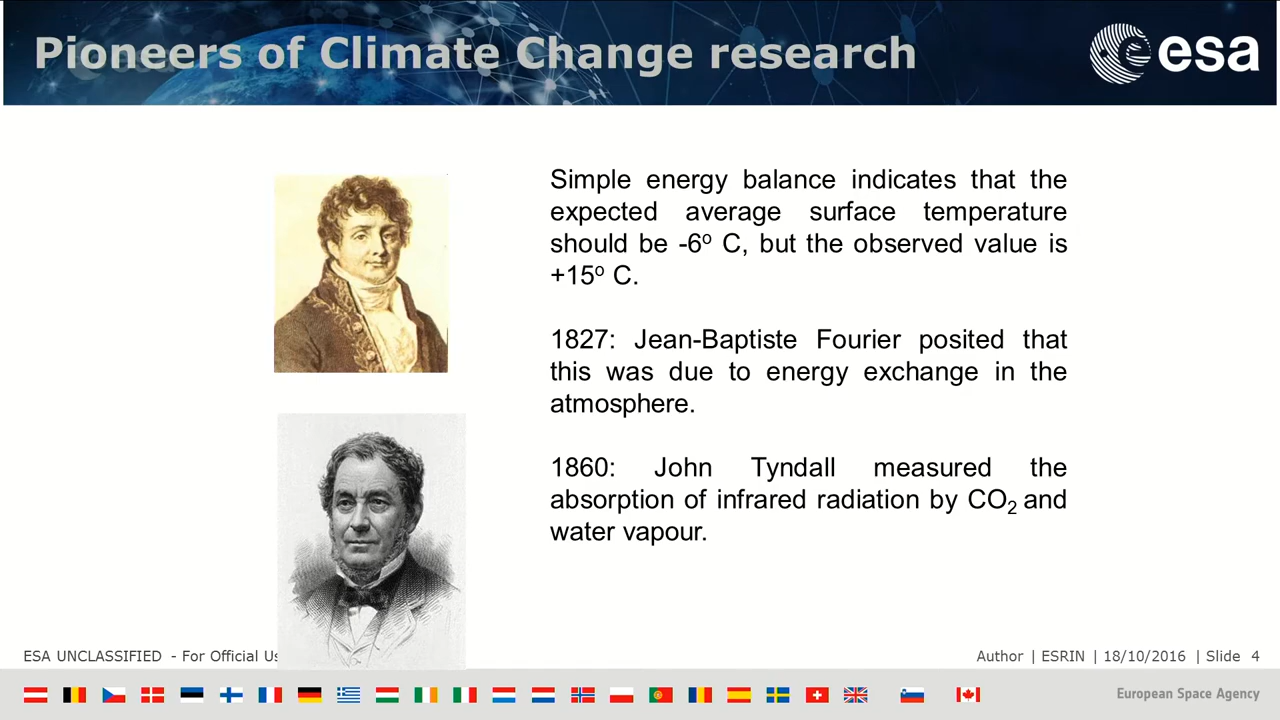 Pioneers of Climate Change research
esa
Simple energy balance indicates that the
expected average surface temperature
should be -6º C, but the observed value is
+15º C.
1827: Jean-Baptiste Fourier posited that
this was due to energy exchange in the
atmosphere.
1860: John Tyndall measured the
absorption of infrared radiation by CO₂ and
water vapour.
ESA UNCLASSIFIED - For Official Us
Author | ESRIN | 18/10/2016 | Slide 4
European Space Agency